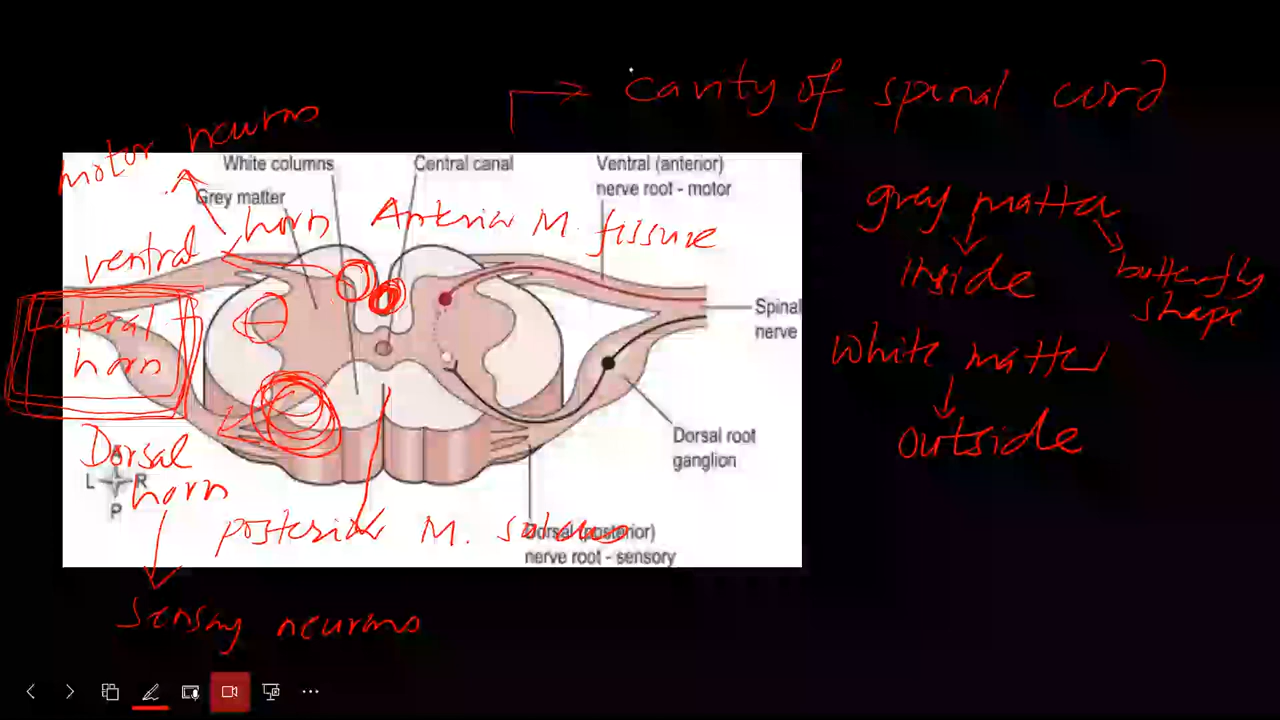 cavity of spinal cord
motor neurons
White columns
Central canal
Ventral (anterior)
nerve root - motor
Grey matter
ventral horn
Anterior M. fissure
grey matter
inside
butterfly
shape
Lateral
horn
Spinal
nerve
white matter
outside
Dorsal
horn
L R
P
Dorsal root
ganglion
posterior M. sulcus
Dorsal (posterior)
nerve root - sensory
sensory neurons